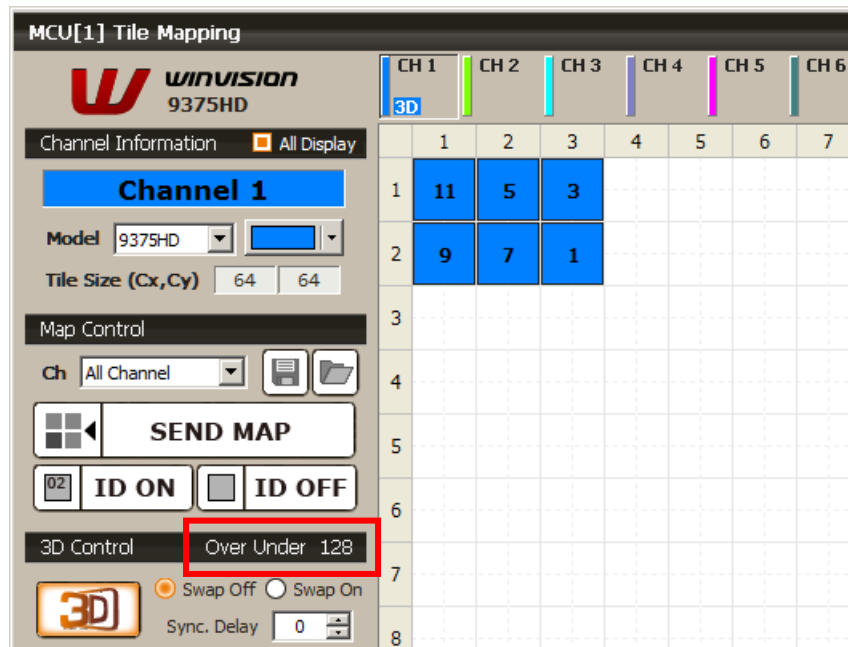 MCU[1] Tile Mapping
WINVISION
9375HD
CH 1 CH 2 CH 3 CH 4 CH 5 CH 6
3D
Channel Information All Display
1 2 3 4 5 6 7
Channel 1
1 11 5 3
Model 9375HD
2 9 7 1
Tile Size (Cx,Cy) 64 64
Map Control
3
Ch All Channel
4
SEND MAP
5
02 ID ON ID OFF
6
3D Control Over Under 128
7
3D Swap Off Swap On
Sync. Delay 0
8